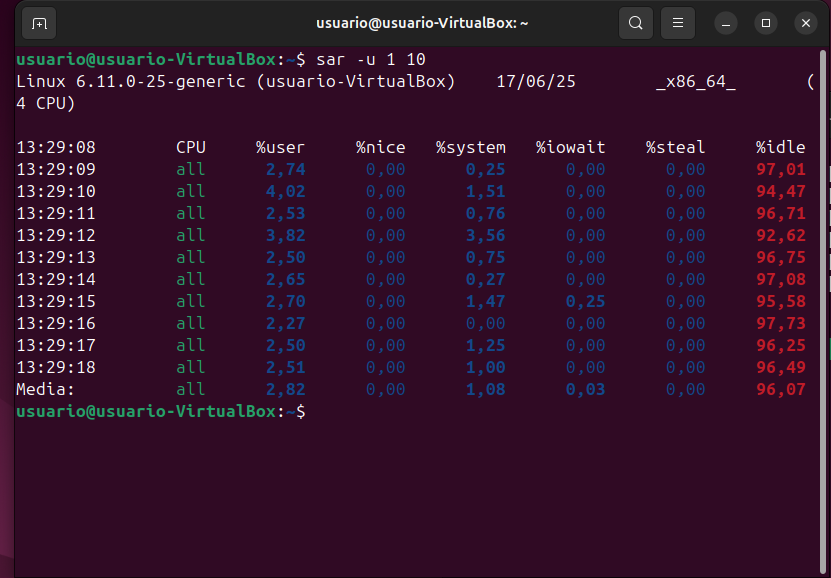 usuario@usuario-VirtualBox: ~
usuario@usuario-VirtualBox:~$ sar -u 1 10
Linux 6.11.0-25-generic (usuario-VirtualBox)    17/06/25        _x86_64_       (
4 CPU)
13:29:08        CPU     %user     %nice   %system   %iowait    %steal     %idle
13:29:09        all      2,74      0,00      0,25      0,00      0,00     97,01
13:29:10        all      4,02      0,00      1,51      0,00      0,00     94,47
13:29:11        all      2,53      0,00      0,76      0,00      0,00     96,71
13:29:12        all      3,82      0,00      3,56      0,00      0,00     92,62
13:29:13        all      2,50      0,00      0,75      0,00      0,00     96,75
13:29:14        all      2,65      0,00      0,27      0,00      0,00     97,08
13:29:15        all      2,70      0,00      1,47      0,25      0,00     95,58
13:29:16        all      2,27      0,00      0,00      0,00      0,00     97,73
13:29:17        all      2,50      0,00      1,25      0,00      0,00     96,25
13:29:18        all      2,51      0,00      1,00      0,00      0,00     96,49
Media:          all      2,82      0,00      1,08      0,03      0,00     96,07
usuario@usuario-VirtualBox:~$